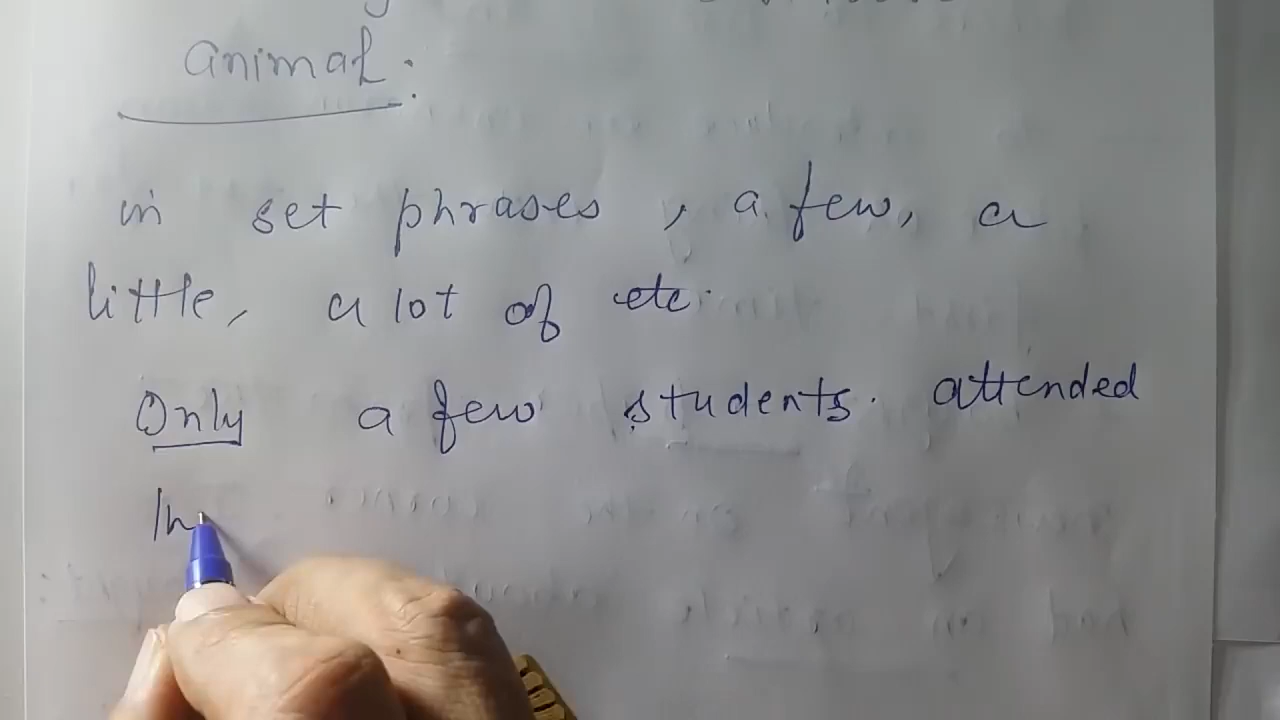 animal.
in set phrases, a few, a
little, a lot of etc.
Only a few students. attended